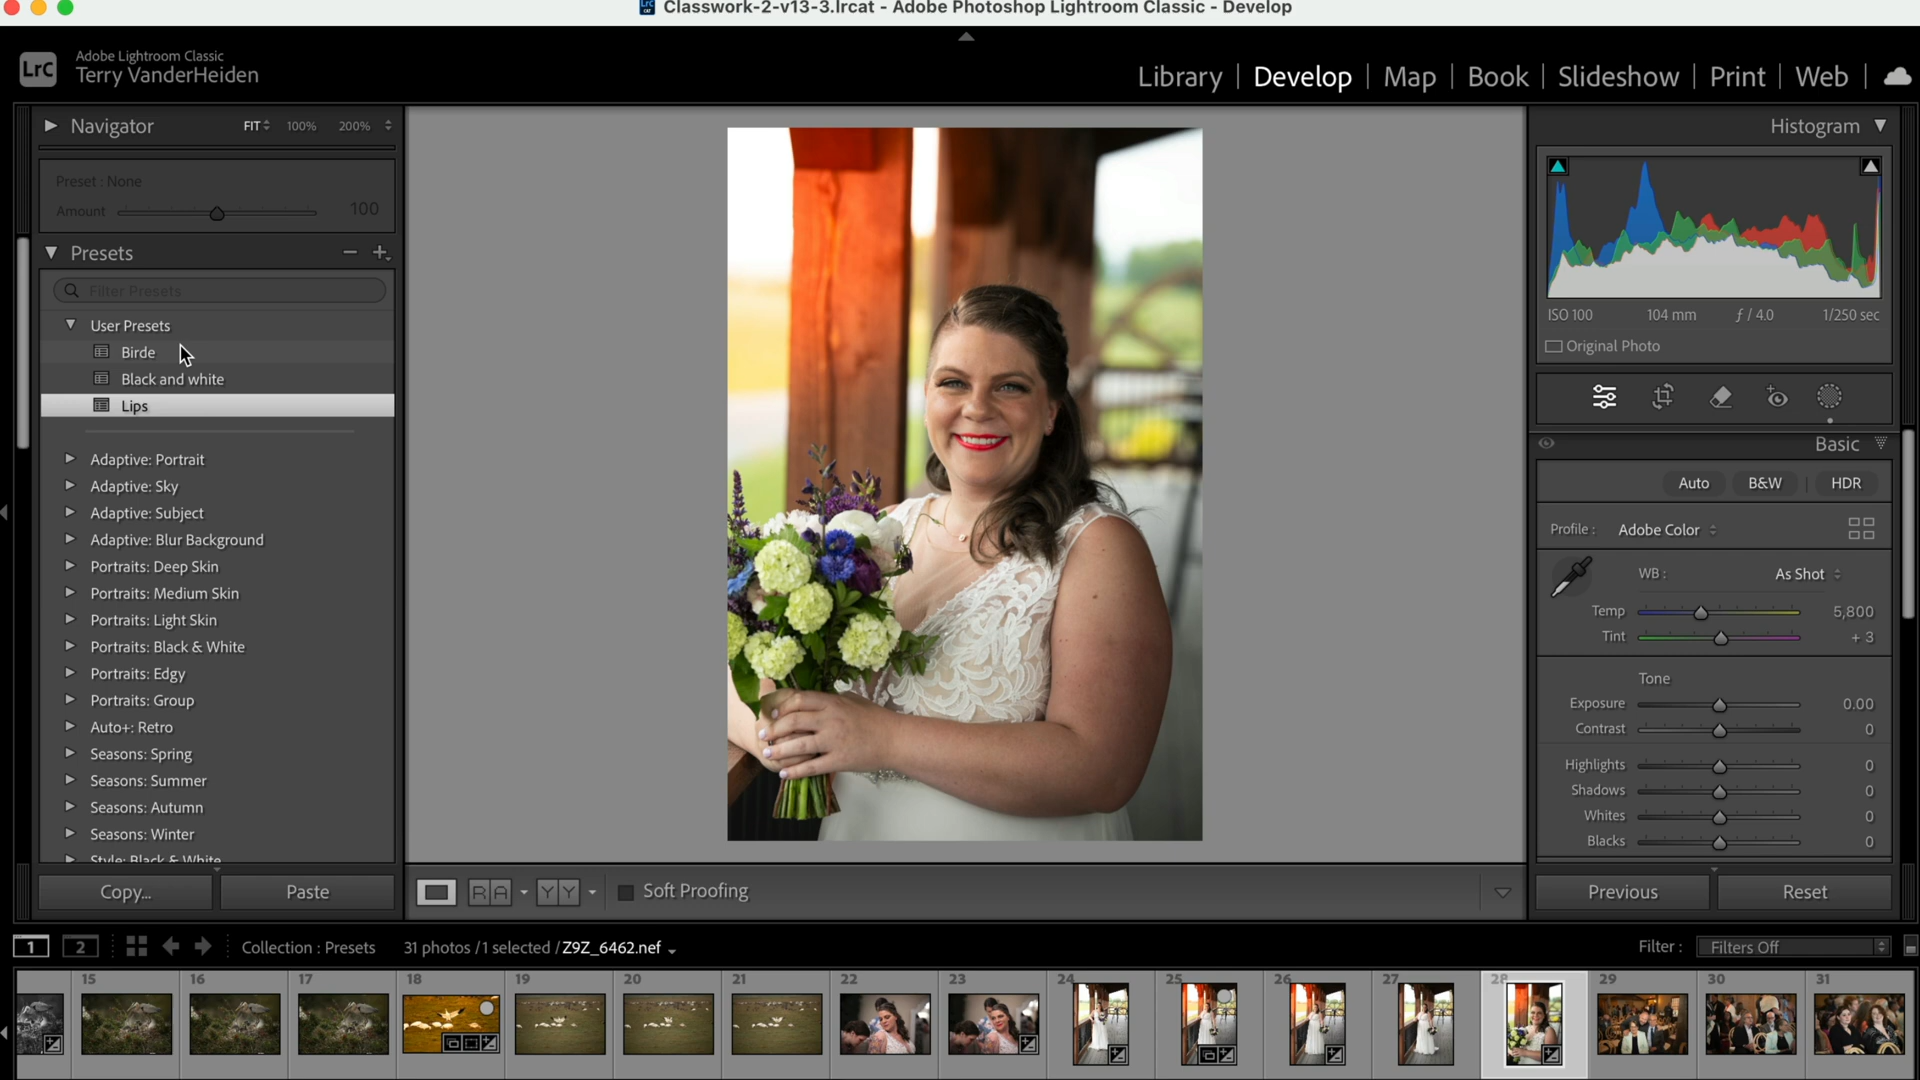 Classwork-2-v13-3.lrcat - Adobe Photoshop Lightroom Classic - Develop
LrC
Adobe Lightroom Classic
Terry VanderHeiden
Library | Develop | Map | Book | Slideshow | Print | Web |
Navigator FIT 100% 200%
Preset : None
Amount 100
Presets
Filter Presets
User Presets
Birde
Black and white
Lips
Adaptive: Portrait
Adaptive: Sky
Adaptive: Subject
Adaptive: Blur Background
Portraits: Deep Skin
Portraits: Medium Skin
Portraits: Light Skin
Portraits: Black & White
Portraits: Edgy
Portraits: Group
Auto+: Retro
Seasons: Spring
Seasons: Summer
Seasons: Autumn
Seasons: Winter
Style: Black & White
Copy... Paste
R A Y Y Soft Proofing
Histogram
ISO 100 104 mm ƒ / 4.0 1/250 sec
Original Photo
Basic
Auto B&W | HDR
Profile : Adobe Color
WB : As Shot
Temp 5,800
Tint + 3
Tone
Exposure 0.00
Contrast 0
Highlights 0
Shadows 0
Whites 0
Blacks 0
Previous Reset
1 2 Collection : Presets 31 photos / 1 selected / Z9Z_6462.nef Filter : Filters Off
15 16 17 18 19 20 21 22 23 24 25 26 27 28 29 30 31